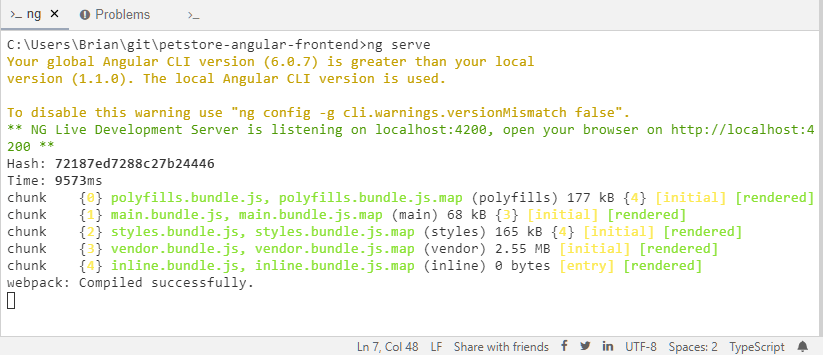 >_ ng ✕ Problems >_
C:\Users\Brian\git\petstore-angular-frontend>ng serve
Your global Angular CLI version (6.0.7) is greater than your local
version (1.1.0). The local Angular CLI version is used.
To disable this warning use "ng config -g cli.warnings.versionMismatch false".
** NG Live Development Server is listening on localhost:4200, open your browser on http://localhost:4
200 **
Hash: 72187ed7288c27b24446
Time: 9573ms
chunk    {0} polyfills.bundle.js, polyfills.bundle.js.map (polyfills) 177 kB {4} [initial] [rendered]
chunk    {1} main.bundle.js, main.bundle.js.map (main) 68 kB {3} [initial] [rendered]
chunk    {2} styles.bundle.js, styles.bundle.js.map (styles) 165 kB {4} [initial] [rendered]
chunk    {3} vendor.bundle.js, vendor.bundle.js.map (vendor) 2.55 MB [initial] [rendered]
chunk    {4} inline.bundle.js, inline.bundle.js.map (inline) 0 bytes [entry] [rendered]
webpack: Compiled successfully.
Ln 7, Col 48 LF Share with friends f in UTF-8 Spaces: 2 TypeScript